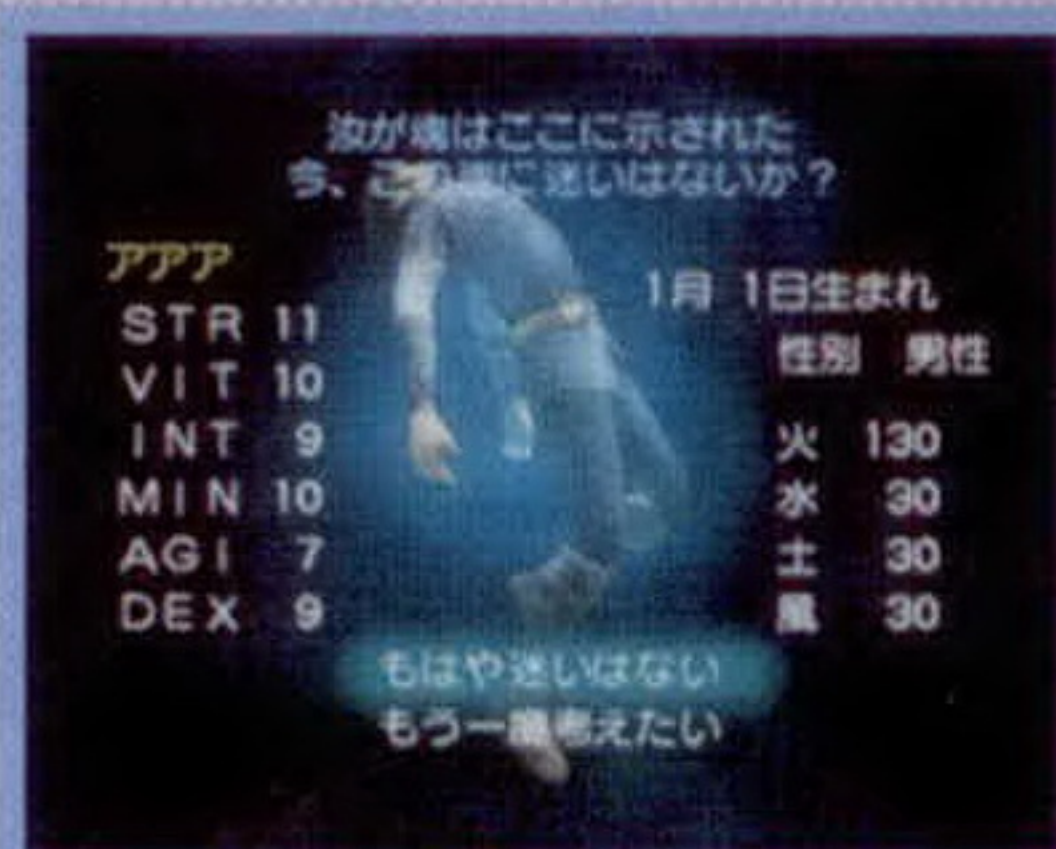 汝が魂はここに示された
今、この魂に迷いはないか?
アアア
STR 11
VIT 10
INT 9
MIN 10
AGI 7
DEX 9
1月 1日生まれ
性別 男性
火 130
水 30
土 30
風 30
もはや迷いはない
もう一度考えたい